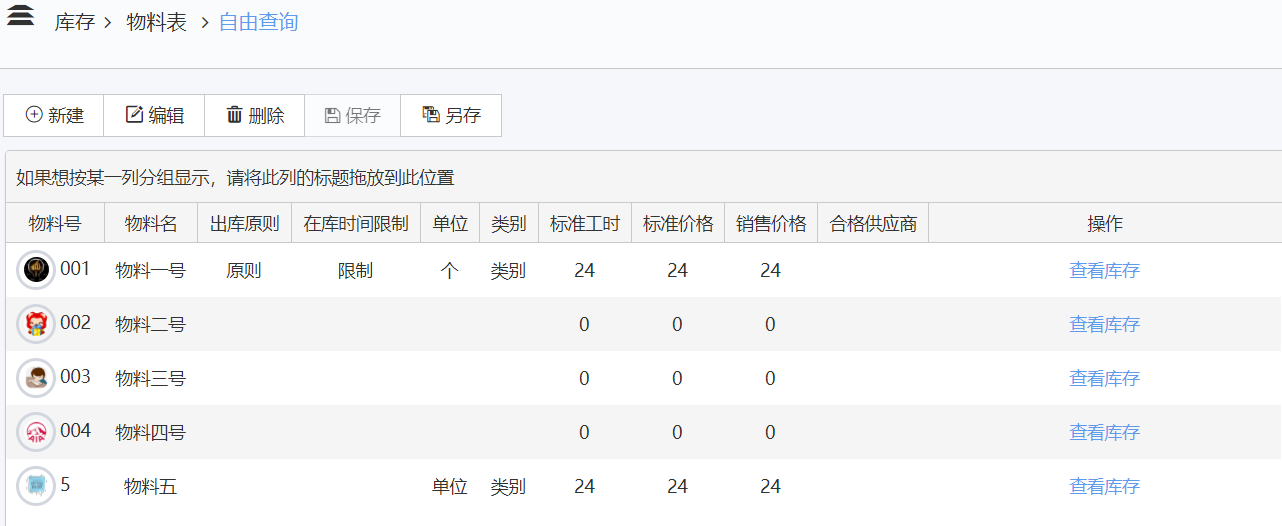 库存 > 物料表 > 自由查询
新建 编辑 删除 保存 另存
如果想按某一列分组显示，请将此列的标题拖放到此位置
物料号 物料名 出库原则 在库时间限制 单位 类别 标准工时 标准价格 销售价格 合格供应商 操作
001 物料一号 原则 限制 个 类别 24 24 24 查看库存
002 物料二号 0 0 0 查看库存
003 物料三号 0 0 0 查看库存
004 物料四号 0 0 0 查看库存
5 物料五 单位 类别 24 24 24 查看库存